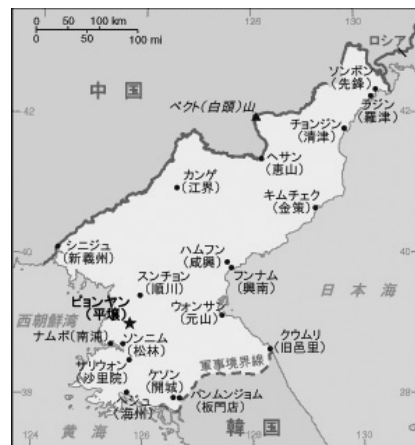 0 50 100 km
0 50 100 mi
128
130
ロシア
ソンボン
(先鋒)
中国
42
42
ペクト(白頭)山
ラジン
(羅津)
チョンジン
(清津)
ヘサン
(恵山)
カンゲ
(江界)
キムチェク
(金策)
シニジュ
(新義州)
40
40
ハムフン
(咸興)
スンチョン
(順川)
フンナム
(興南)
日本海
ピョンヤン
(平壌)
西朝鮮湾
ウォンサン
(元山)
ナムポ(南浦)
ソンニム
(松林)
クウムリ
(旧邑里)
サリウォン
(沙里院)
軍事境界線
ケソン
(開城)
38
38
ヘジュ
(海州)
パンムンジョム
(板門店)
124
黄海
126
韓国
128
130